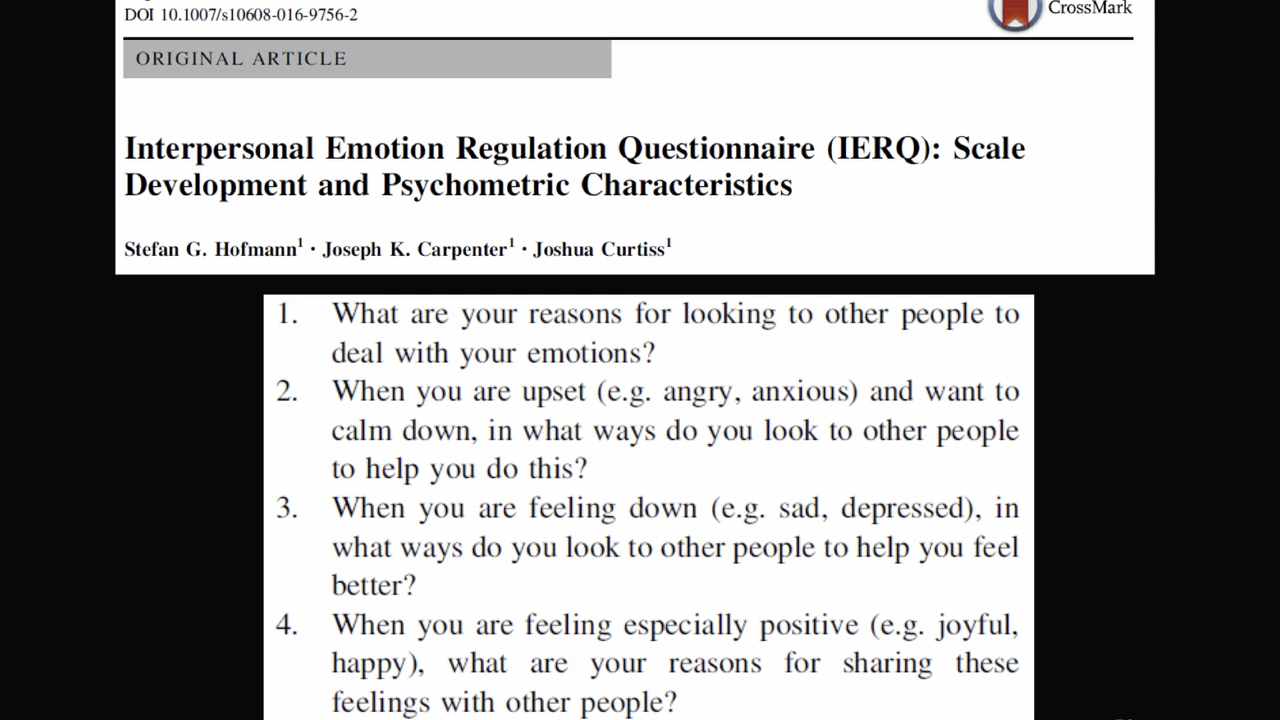 DOI 10.1007/s10608-016-9756-2
CrossMark
ORIGINAL ARTICLE
Interpersonal Emotion Regulation Questionnaire (IERQ): Scale
Development and Psychometric Characteristics
Stefan G. Hofmann1 · Joseph K. Carpenter1 · Joshua Curtiss1
1. What are your reasons for looking to other people to
deal with your emotions?
2. When you are upset (e.g. angry, anxious) and want to
calm down, in what ways do you look to other people
to help you do this?
3. When you are feeling down (e.g. sad, depressed), in
what ways do you look to other people to help you feel
better?
4. When you are feeling especially positive (e.g. joyful,
happy), what are your reasons for sharing these
feelings with other people?